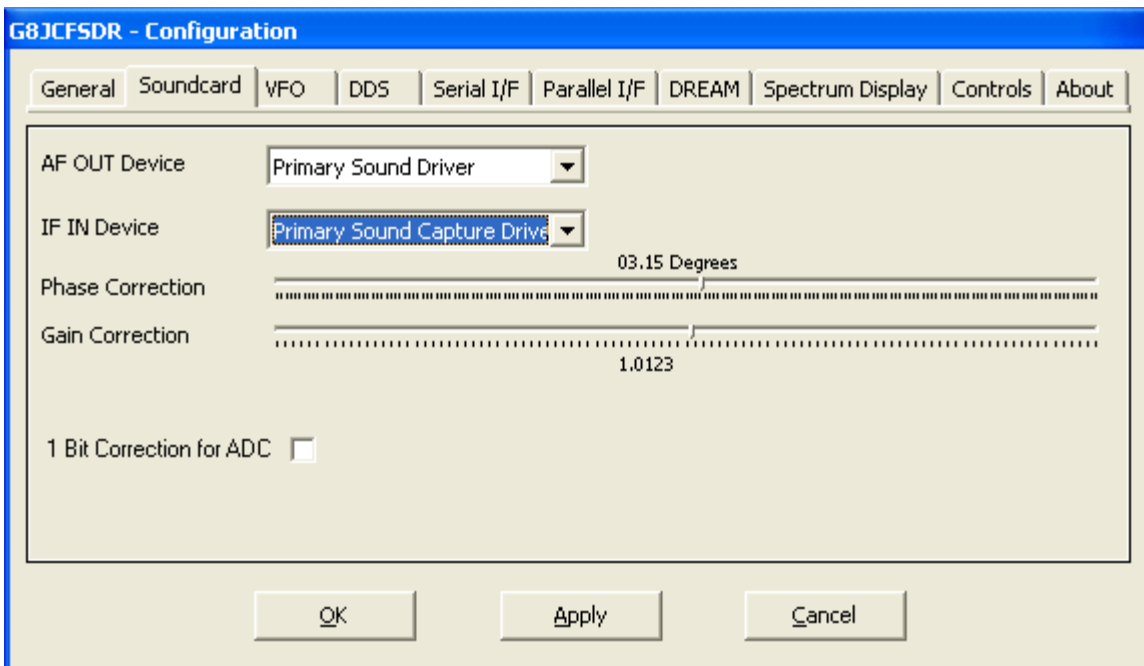 G8JCFSDR - Configuration
General Soundcard VFO DDS Serial I/F Parallel I/F DREAM Spectrum Display Controls About
AF OUT Device Primary Sound Driver
IF IN Device Primary Sound Capture Drive
03.15 Degrees
Phase Correction
Gain Correction
1.0123
1 Bit Correction for ADC
OK Apply Cancel